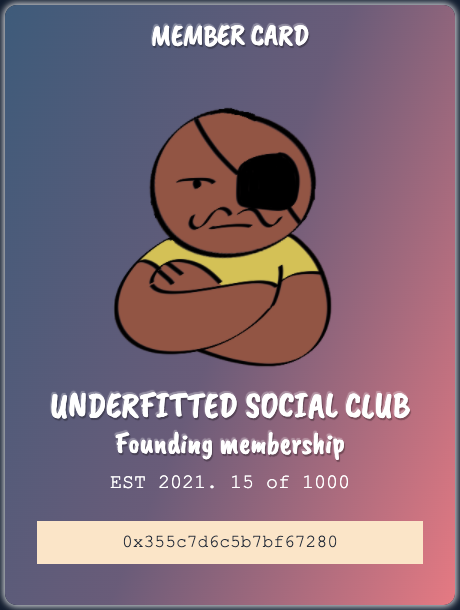 MEMBER CARD
UNDERFITTED SOCIAL CLUB
Founding membership
EST 2021. 15 of 1000
0x355c7d6c5b7bf67280